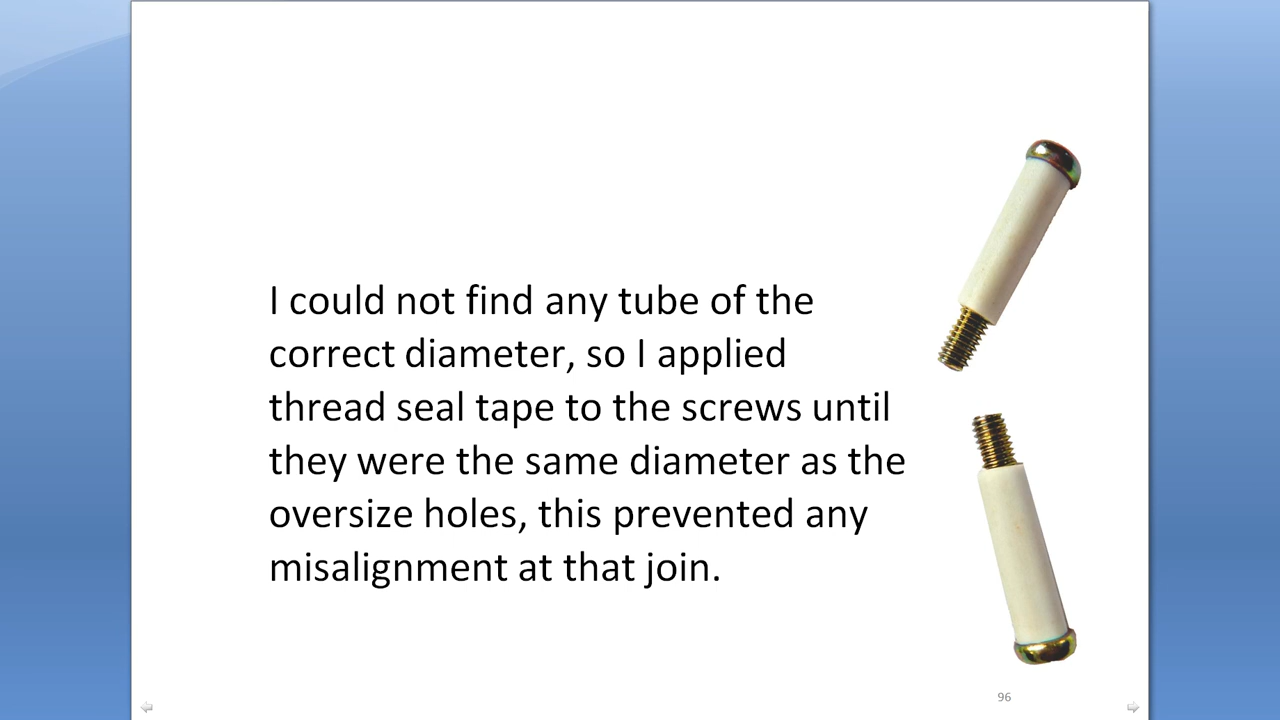 I could not find any tube of the
correct diameter, so I applied
thread seal tape to the screws until
they were the same diameter as the
oversize holes, this prevented any
misalignment at that join.
96